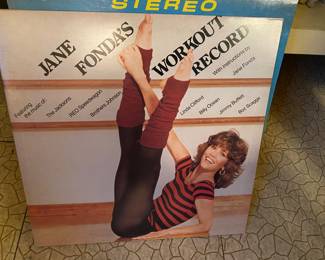 STEREO
JANE
FONDA'S
WORKOUT
RECORD
With instructions by
Jane Fonda
Featuring
the music of:
The Jacksons
REO Speedwagon
Brothers Johnson
Linda Clifford
Billy Ocean
Jimmy Buffett
Boz Scaggs